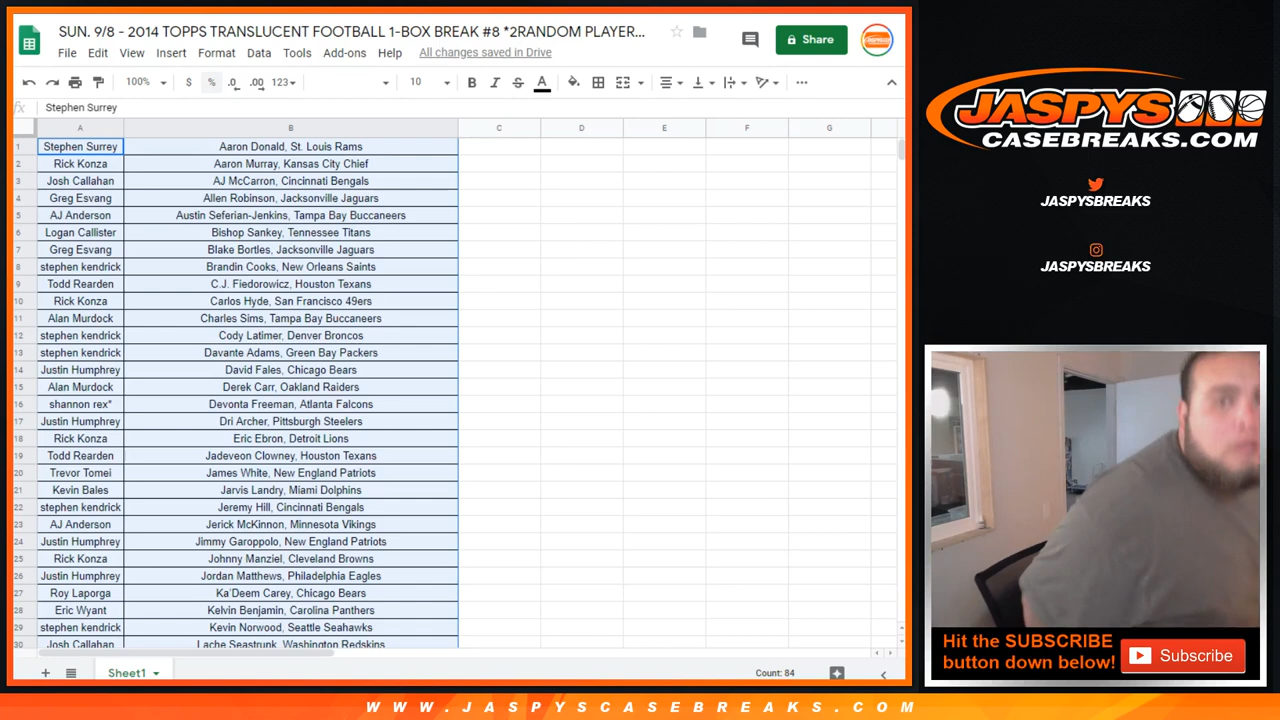 SUN. 9/8 - 2014 TOPPS TRANSLUCENT FOOTBALL 1-BOX BREAK #8 *2RANDOM PLAYER...
Share
File Edit View Insert Format Data Tools Add-ons Help All changes saved in Drive
100% $ % .0 .00 123 10 B I S A
fx Stephen Surrey
A B C D E F G
1 Stephen Surrey Aaron Donald, St. Louis Rams
2 Rick Konza Aaron Murray, Kansas City Chief
3 Josh Callahan AJ McCarron, Cincinnati Bengals
4 Greg Esvang Allen Robinson, Jacksonville Jaguars
5 AJ Anderson Austin Seferian-Jenkins, Tampa Bay Buccaneers
6 Logan Callister Bishop Sankey, Tennessee Titans
7 Greg Esvang Blake Bortles, Jacksonville Jaguars
8 stephen kendrick Brandin Cooks, New Orleans Saints
9 Todd Rearden C.J. Fiedorowicz, Houston Texans
10 Rick Konza Carlos Hyde, San Francisco 49ers
11 Alan Murdock Charles Sims, Tampa Bay Buccaneers
12 stephen kendrick Cody Latimer, Denver Broncos
13 stephen kendrick Davante Adams, Green Bay Packers
14 Justin Humphrey David Fales, Chicago Bears
15 Alan Murdock Derek Carr, Oakland Raiders
16 shannon rex* Devonta Freeman, Atlanta Falcons
17 Justin Humphrey Dri Archer, Pittsburgh Steelers
18 Rick Konza Eric Ebron, Detroit Lions
19 Todd Rearden Jadeveon Clowney, Houston Texans
20 Trevor Tomei James White, New England Patriots
21 Kevin Bales Jarvis Landry, Miami Dolphins
22 stephen kendrick Jeremy Hill, Cincinnati Bengals
23 AJ Anderson Jerick McKinnon, Minnesota Vikings
24 Justin Humphrey Jimmy Garoppolo, New England Patriots
25 Rick Konza Johnny Manziel, Cleveland Browns
26 Justin Humphrey Jordan Matthews, Philadelphia Eagles
27 Roy Laporga Ka'Deem Carey, Chicago Bears
28 Eric Wyant Kelvin Benjamin, Carolina Panthers
29 stephen kendrick Kevin Norwood, Seattle Seahawks
30 Josh Callahan Lache Seastrunk, Washington Redskins
Sheet1
Count: 84
JASPYS
CASEBREAKS.COM
JASPYSBREAKS
JASPYSBREAKS
Hit the SUBSCRIBE
button down below!
Subscribe
WWW.JASPYSCASEBREAKS.COM